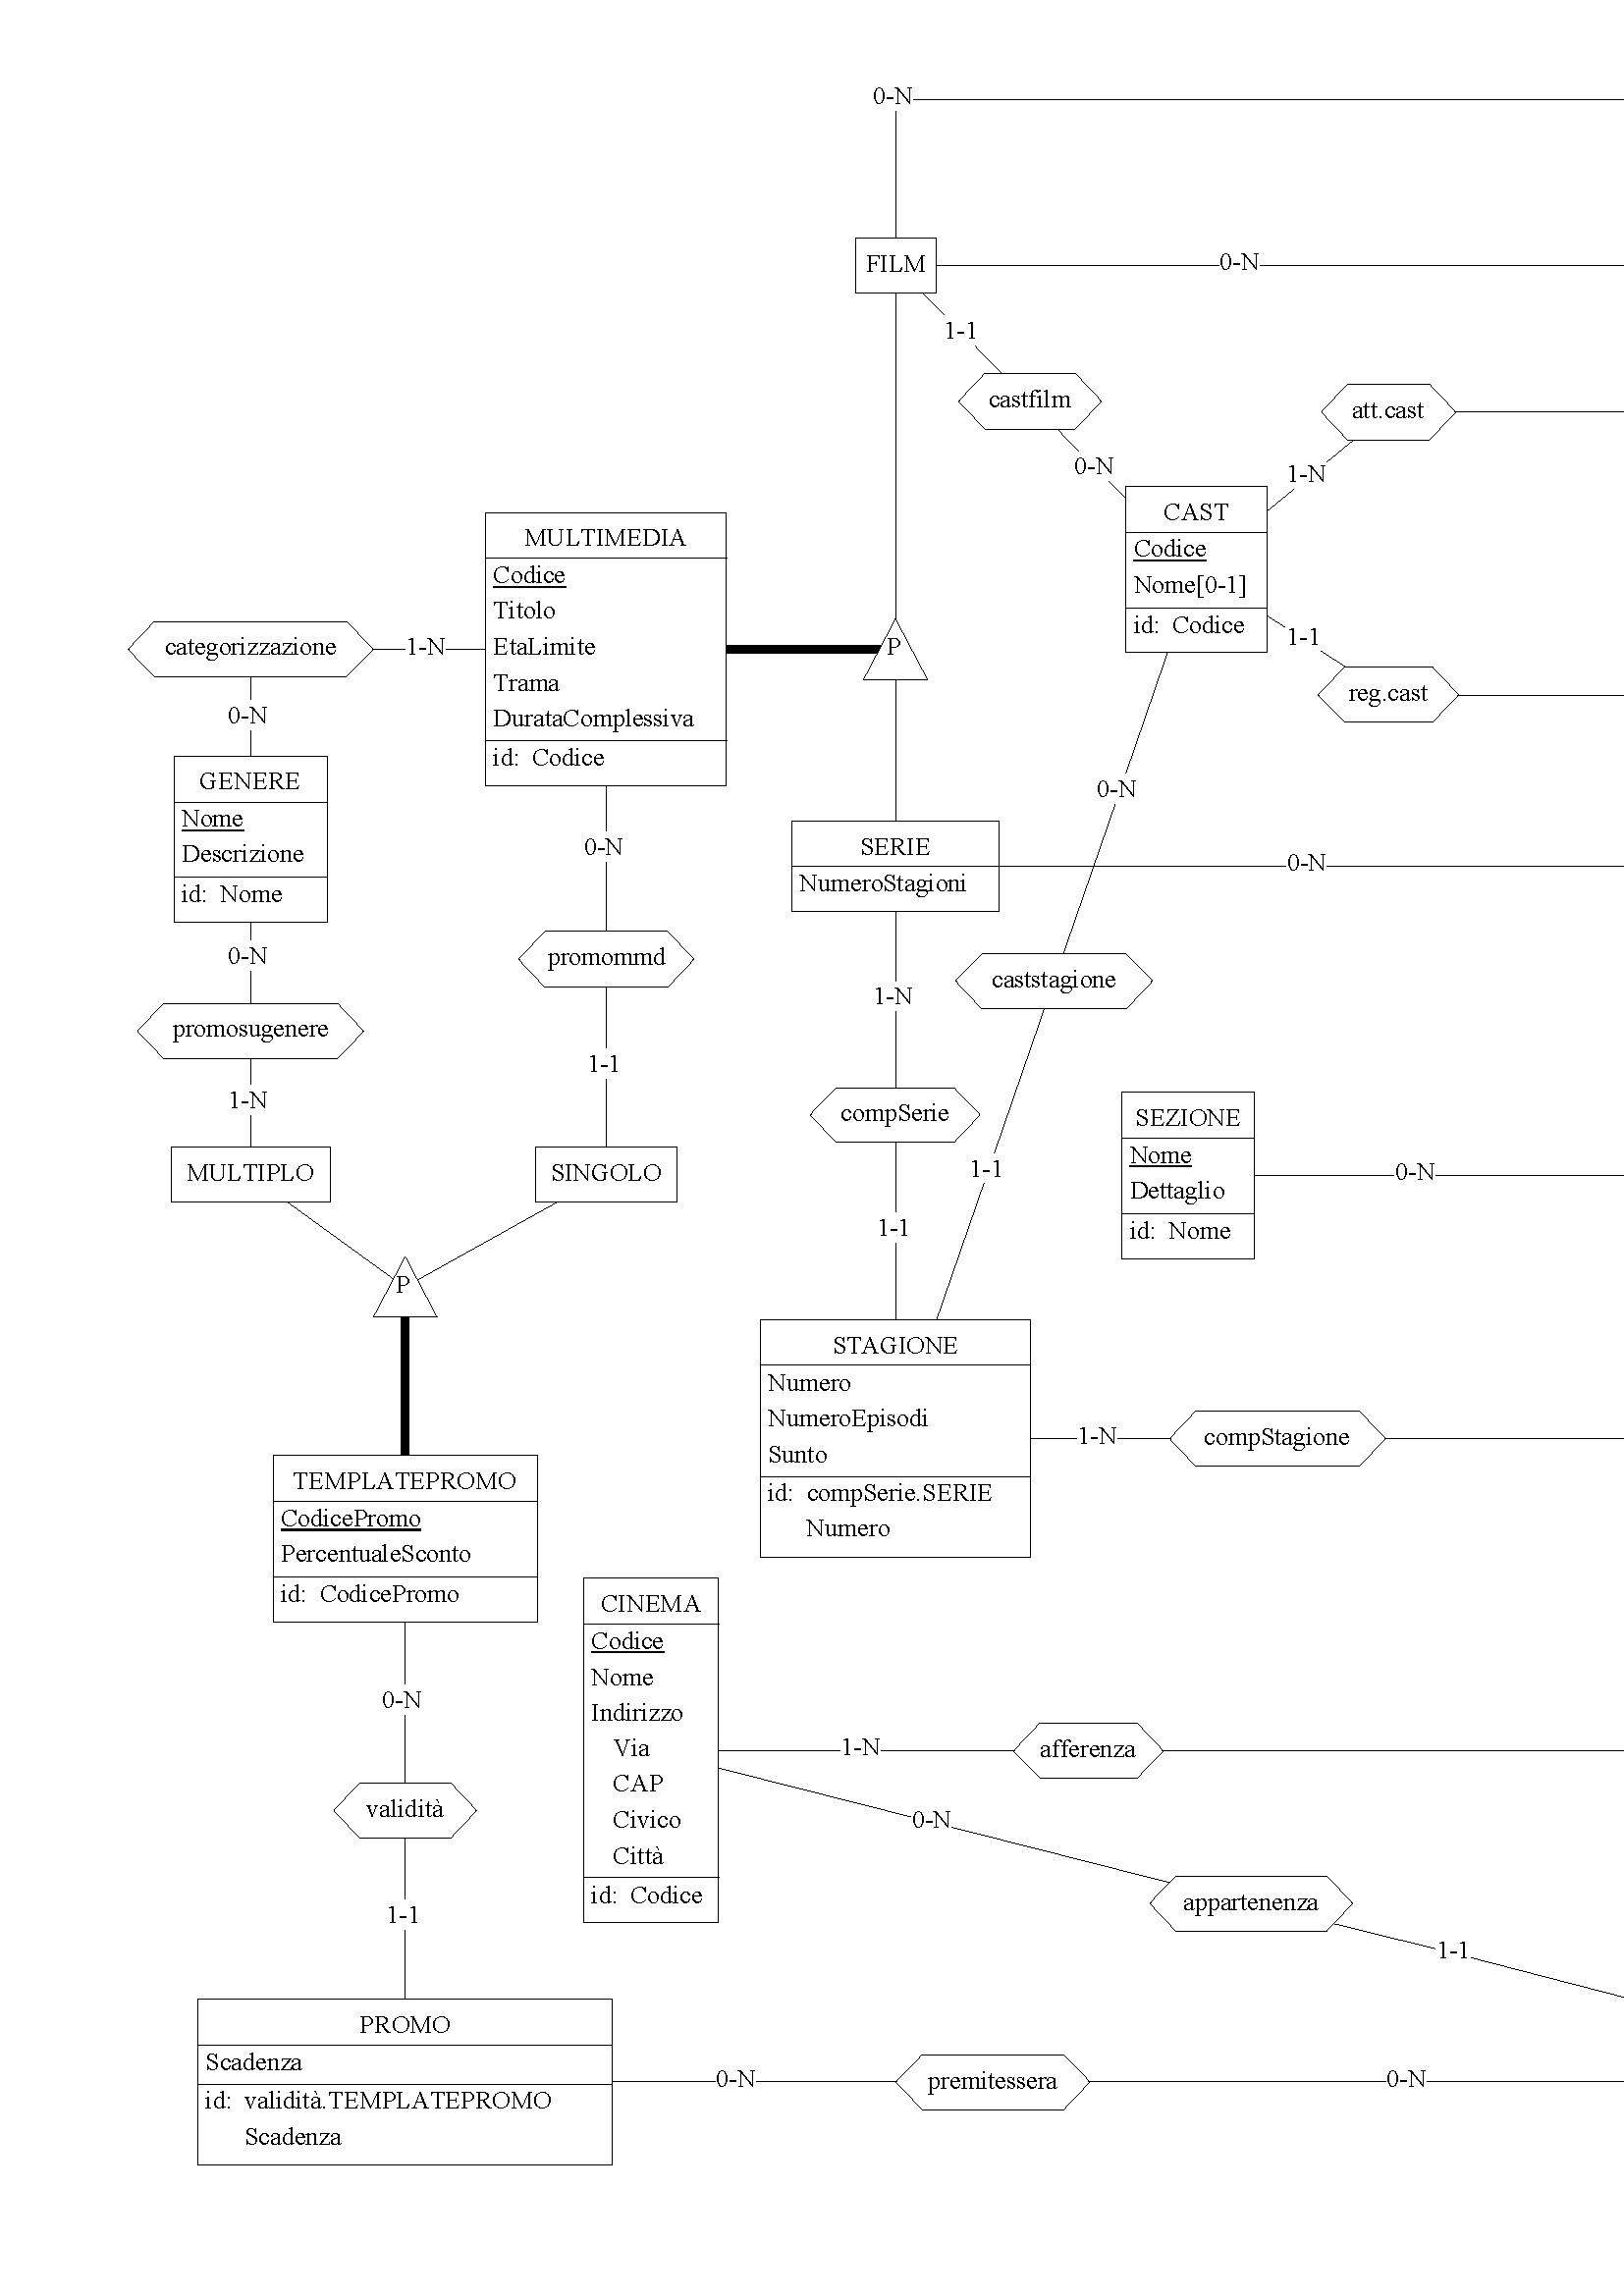 0-N
FILM
0-N
1-1
castfilm
att.cast
0-N
1-N
CAST
Codice
Nome[0-1]
id: Codice
1-1
reg.cast
MULTIMEDIA
Codice
Titolo
EtaLimite
Trama
DurataComplessiva
id: Codice
P
categorizzazione
1-N
0-N
GENERE
Nome
Descrizione
id: Nome
0-N
promosugenere
1-N
MULTIPLO
0-N
promommd
1-1
SINGOLO
SERIE
NumeroStagioni
0-N
0-N
1-N
caststagione
compSerie
1-1
1-1
SEZIONE
Nome
Dettaglio
id: Nome
0-N
P
STAGIONE
Numero
NumeroEpisodi
Sunto
id: compSerie.SERIE
Numero
1-N
compStagione
TEMPLATEPROMO
CodicePromo
PercentualeSconto
id: CodicePromo
CINEMA
Codice
Nome
Indirizzo
Via
CAP
Civico
Città
id: Codice
0-N
1-N
afferenza
validità
0-N
appartenenza
1-1
1-1
PROMO
Scadenza
id: validità.TEMPLATEPROMO
Scadenza
0-N
premitessera
0-N